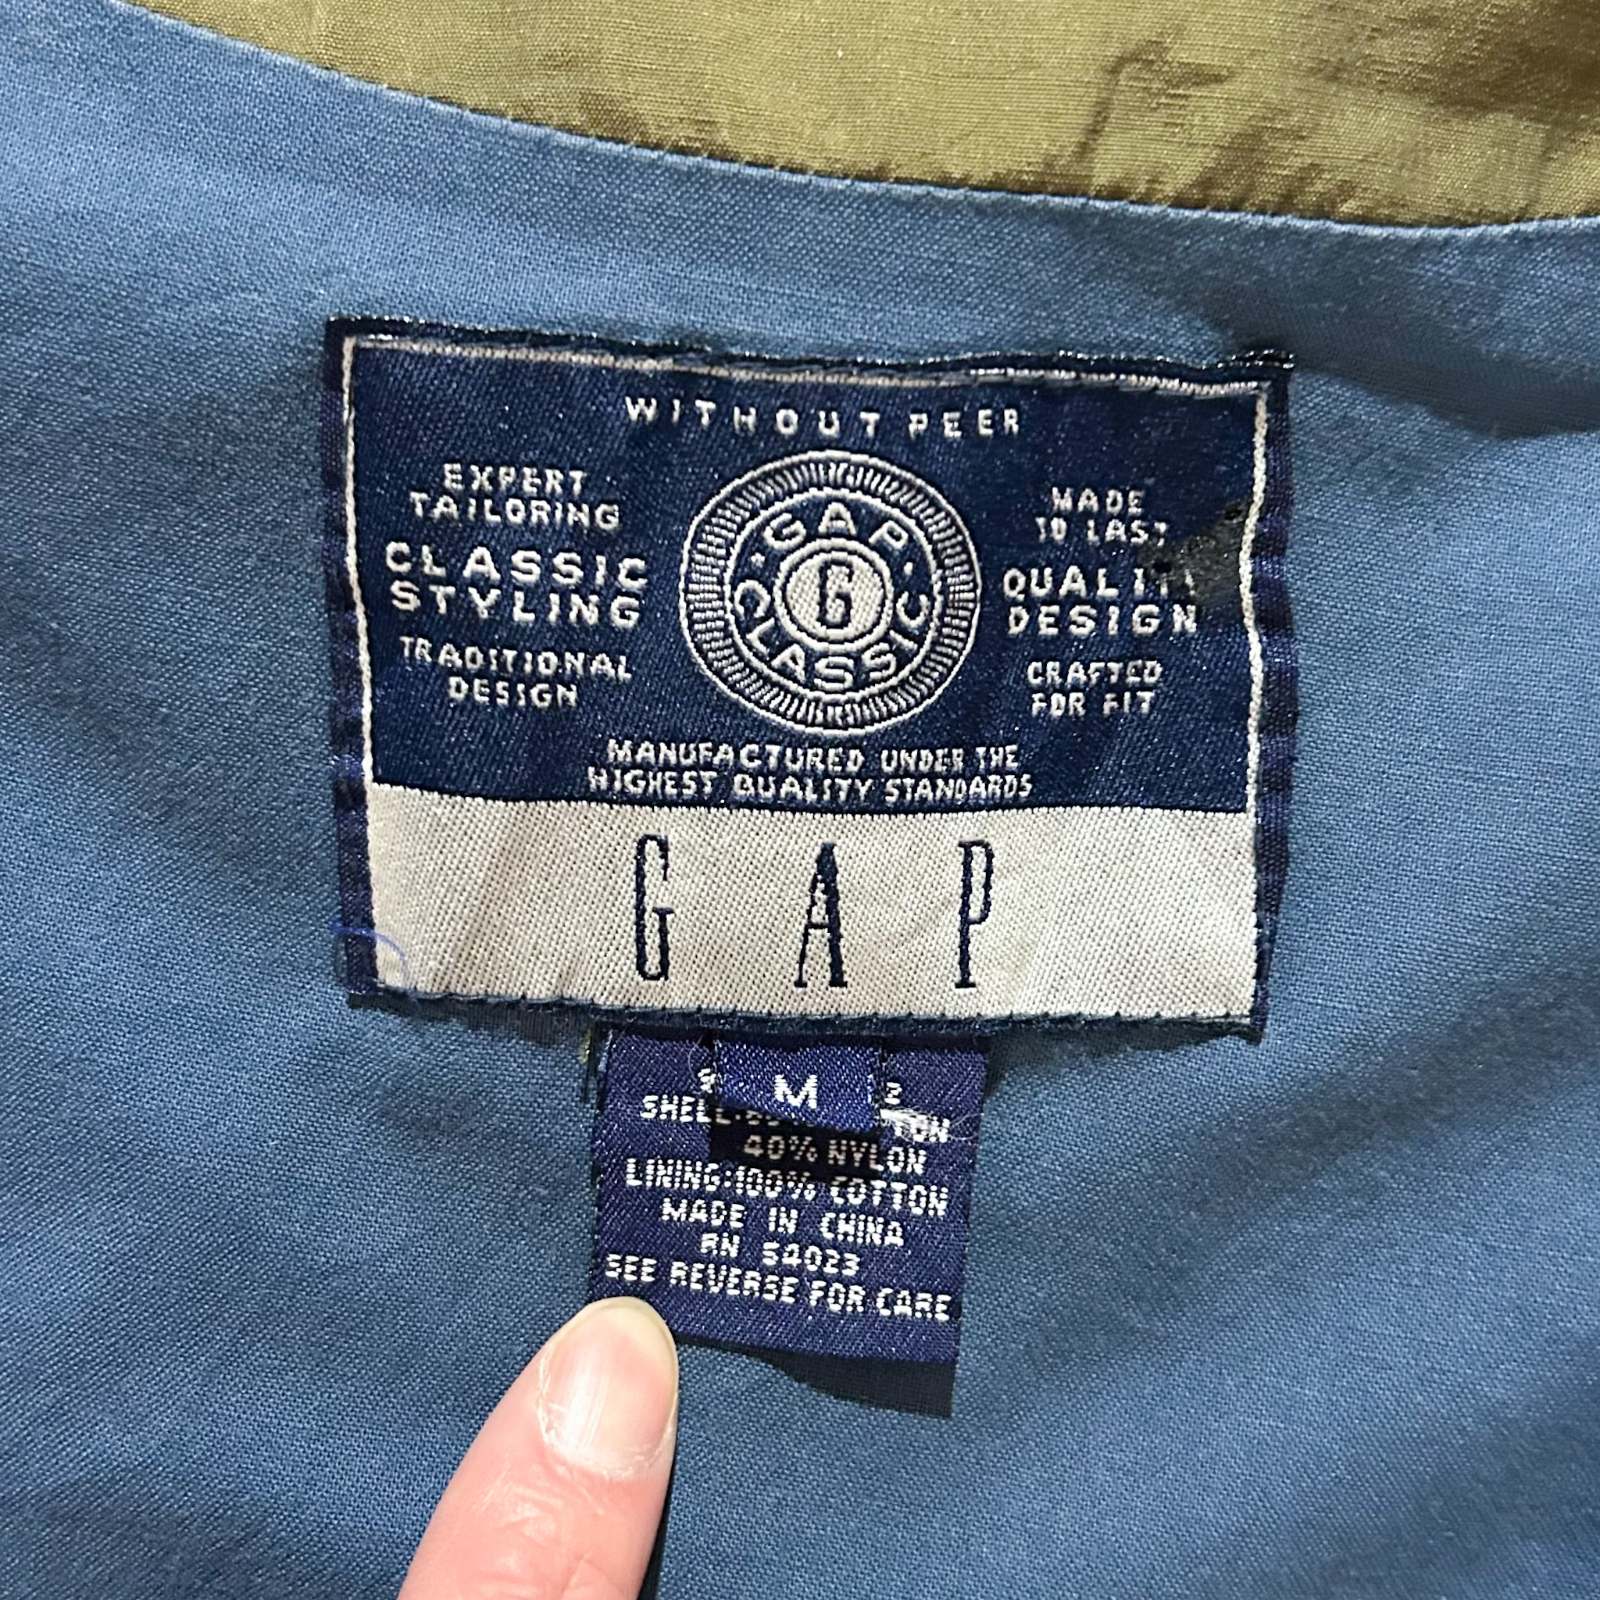 WITHOUT PEER
EXPERT
TAILORING
CLASSIC
STYLING
TRADITIONAL
DESIGN
GAP
G
CLASSIC
MADE
TO LAST
QUALITY
DESIGN
CRAFTED
FOR FIT
MANUFACTURED UNDER THE
HIGHEST QUALITY STANDARDS
GAP
M
SHELL:
40% NYLON
LINING:100% COTTON
MADE IN CHINA
RN 54023
SEE REVERSE FOR CARE